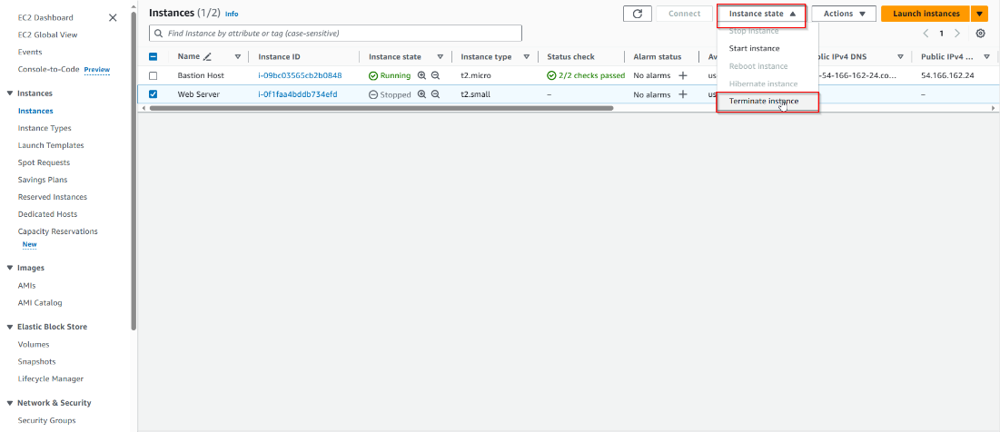 EC2 Dashboard
EC2 Global View
Events
Console-to-Code Preview
Instances
Instances
Instance Types
Launch Templates
Spot Requests
Savings Plans
Reserved Instances
Dedicated Hosts
Capacity Reservations
New
Images
AMIs
AMI Catalog
Elastic Block Store
Volumes
Snapshots
Lifecycle Manager
Network & Security
Security Groups
Instances (1/2) Info
Connect
Instance state
Actions
Launch instances
Find Instance by attribute or tag (case-sensitive)
1
Stop instance
Start instance
Reboot instance
Hibernate instance
Terminate instance
Name Instance ID Instance state Instance type Status check Alarm status Av lic IPv4 DNS Public IPv4 ...
Bastion Host i-09bc03565cb2b0848 Running t2.micro 2/2 checks passed No alarms us -54-166-162-24.co... 54.166.162.24
Web Server i-0f1faa4bddb734efd Stopped t2.small – No alarms us –